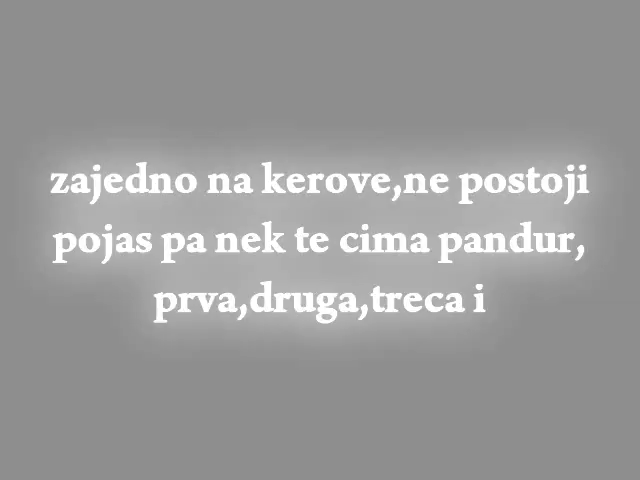 zajedno na kerove,ne postoji
pojas pa nek te cima pandur,
prva,druga,treca i